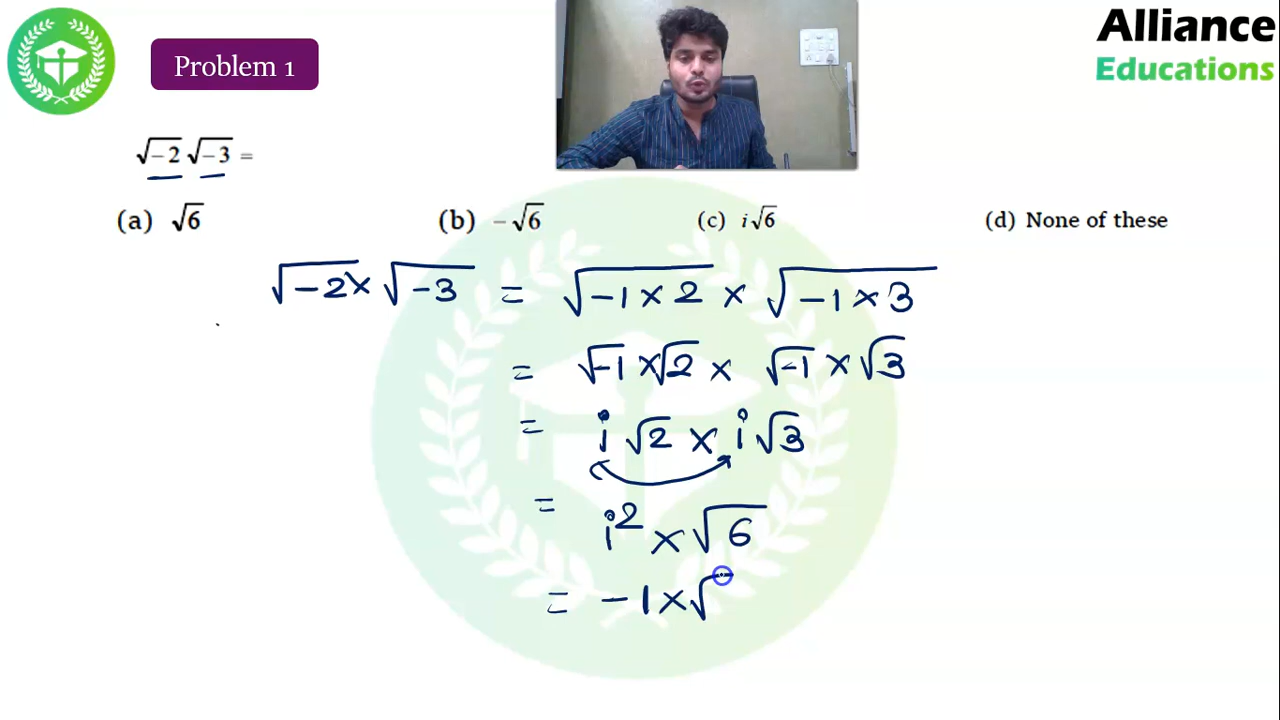 Alliance
Educations
Problem 1
√-2 √-3 =
(a) √6 (b) -√6 (c) i√6 (d) None of these
√-2 × √-3 = √-1×2 × √-1×3
= √-1 × √2 × √-1 × √3
= i √2 × i √3
= i² × √6
= -1 × √